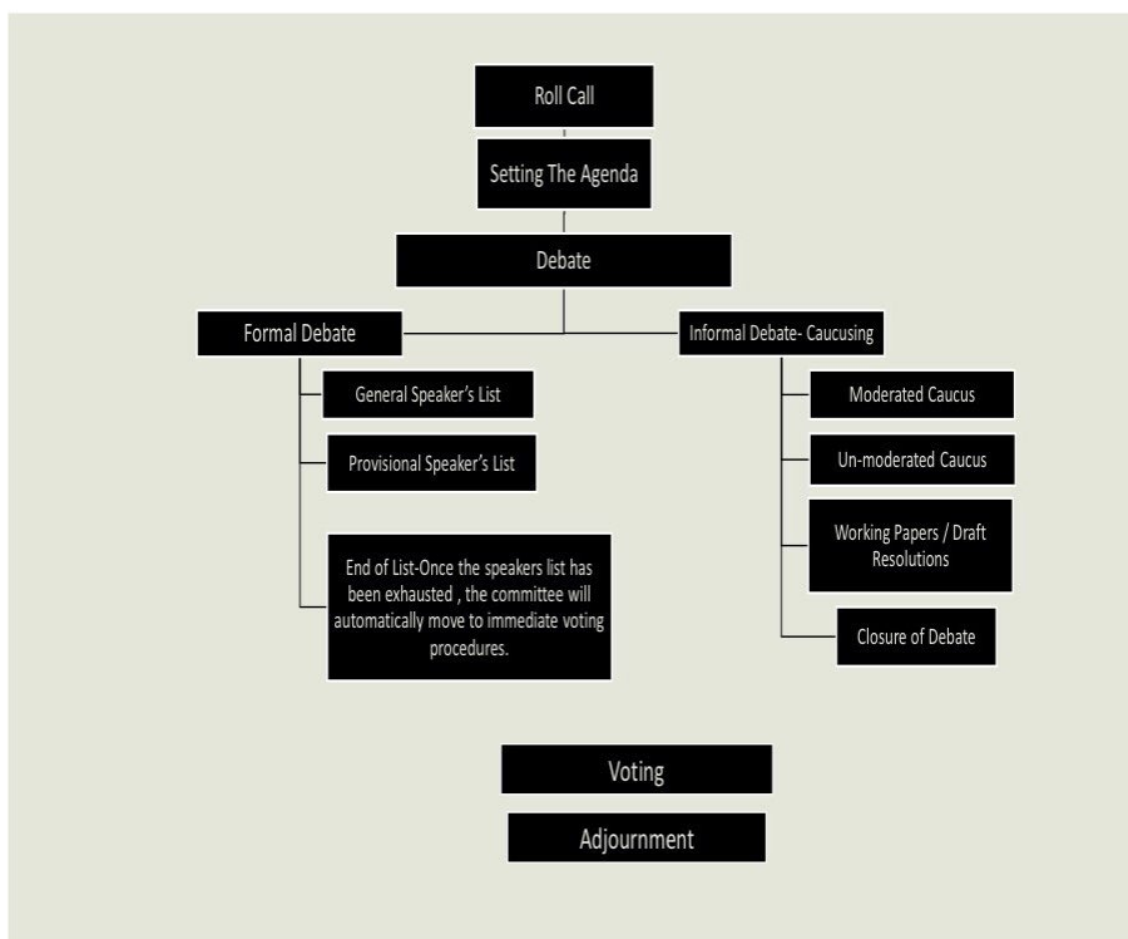 Roll Call
Setting The Agenda
Debate
Formal Debate
General Speaker's List
Provisional Speaker's List
End of List-Once the speakers list has
been exhausted , the committee will
automatically move to immediate voting
procedures.
Informal Debate- Caucusing
Moderated Caucus
Un-moderated Caucus
Working Papers / Draft
Resolutions
Closure of Debate
Voting
Adjournment